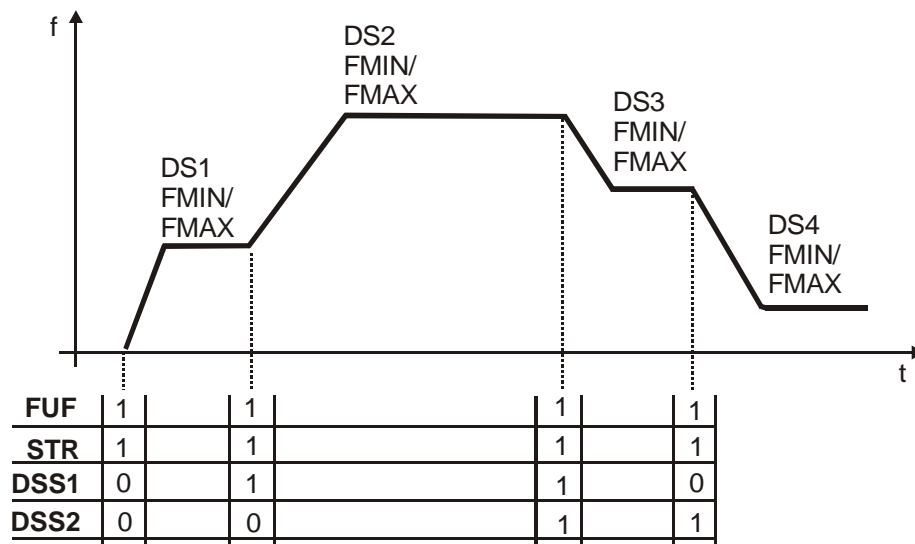 f
DS2
FMIN/
FMAX
DS3
FMIN/
FMAX
DS1
FMIN/
FMAX
DS4
FMIN/
FMAX
t
FUF 1 1 1 1
STR 1 1 1 1
DSS1 0 1 1 0
DSS2 0 0 1 1